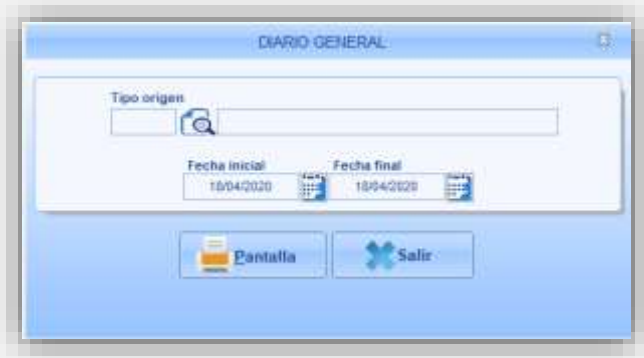 DIARIO GENERAL
Tipo origen
Fecha inicial Fecha final
18/04/2020 18/04/2020
Pantalla Salir